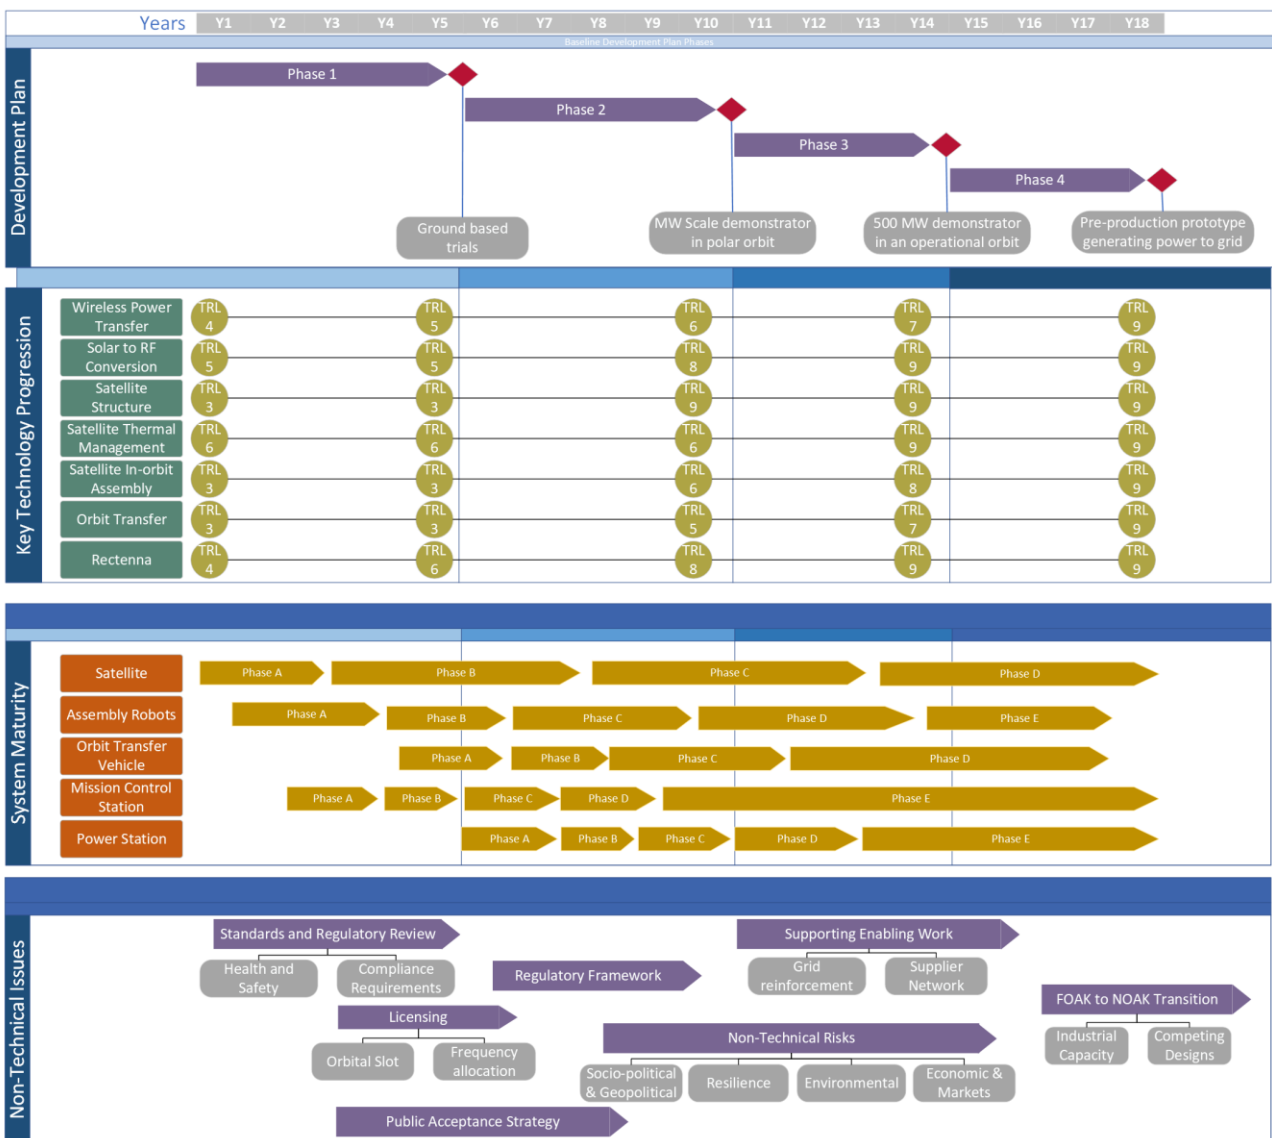 Years Y1 Y2 Y3 Y4 Y5 Y6 Y7 Y8 Y9 Y10 Y11 Y12 Y13 Y14 Y15 Y16 Y17 Y18
Baseline Development Plan Phases
Development Plan
Phase 1
Phase 2
Phase 3
Phase 4
Ground based
trials
MW Scale demonstrator
in polar orbit
500 MW demonstrator
in an operational orbit
Pre-production prototype
generating power to grid
Key Technology Progression
Wireless Power
Transfer
TRL
4
TRL
5
TRL
6
TRL
7
TRL
9
Solar to RF
Conversion
TRL
5
TRL
5
TRL
8
TRL
9
TRL
9
Satellite
Structure
TRL
3
TRL
3
TRL
9
TRL
9
TRL
9
Satellite Thermal
Management
TRL
6
TRL
6
TRL
6
TRL
9
TRL
9
Satellite In-orbit
Assembly
TRL
3
TRL
3
TRL
6
TRL
8
TRL
9
Orbit Transfer
TRL
3
TRL
3
TRL
5
TRL
7
TRL
9
Rectenna
TRL
4
TRL
6
TRL
8
TRL
9
TRL
9
System Maturity
Satellite
Phase A
Phase B
Phase C
Phase D
Assembly Robots
Phase A
Phase B
Phase C
Phase D
Phase E
Orbit Transfer
Vehicle
Phase A
Phase B
Phase C
Phase D
Mission Control
Station
Phase A
Phase B
Phase C
Phase D
Phase E
Power Station
Phase A
Phase B
Phase C
Phase D
Phase E
Non-Technical Issues
Standards and Regulatory Review
Health and
Safety
Compliance
Requirements
Licensing
Orbital Slot
Frequency
allocation
Public Acceptance Strategy
Regulatory Framework
Supporting Enabling Work
Grid
reinforcement
Supplier
Network
Non-Technical Risks
Socio-political
& Geopolitical
Resilience
Environmental
Economic &
Markets
FOAK to NOAK Transition
Industrial
Capacity
Competing
Designs